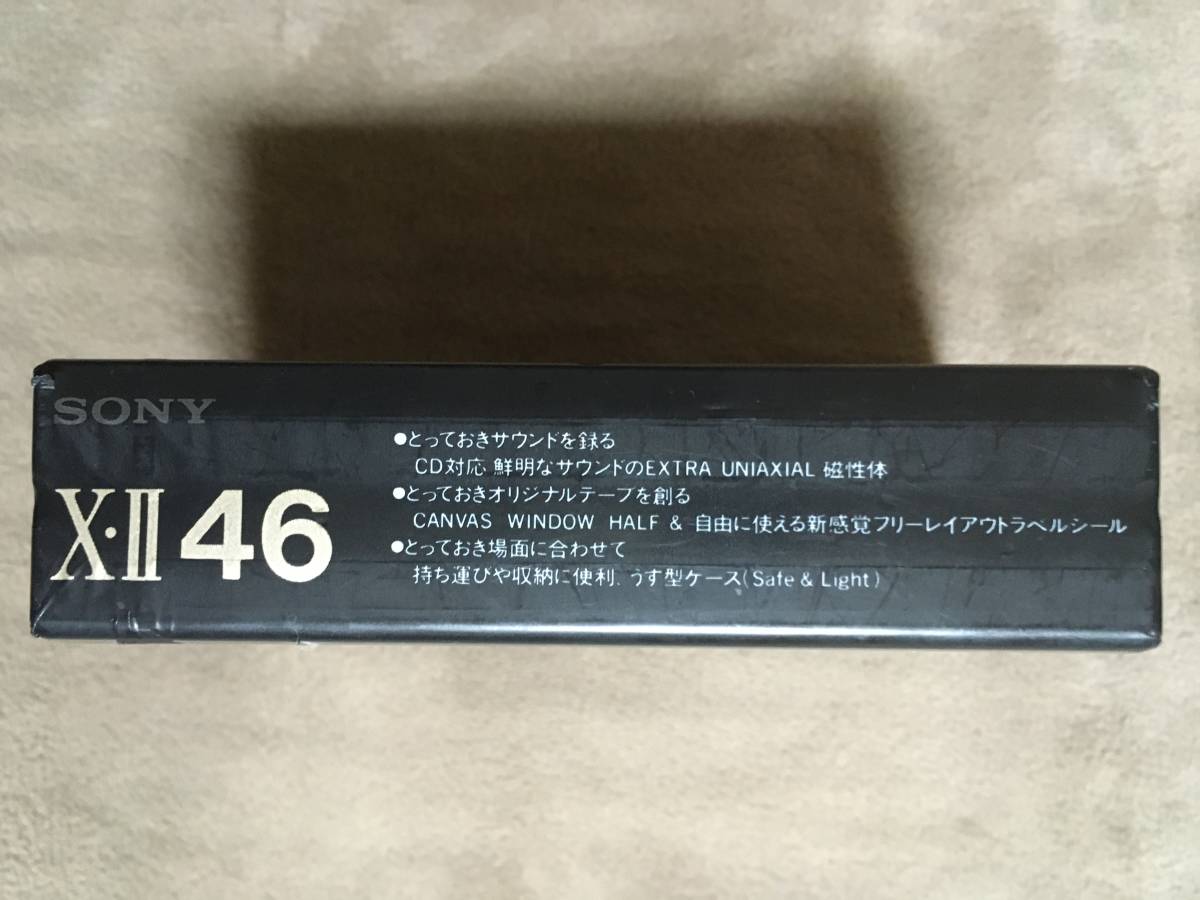 SONY
X·II 46
●とっておきサウンドを録る
CD対応 鮮明なサウンドのEXTRA UNIAXIAL 磁性体
●とっておきオリジナルテープを創る
CANVAS WINDOW HALF & 自由に使える新感覚フリーレイアウトラベルシール
●とっておき場面に合わせて
持ち運びや収納に便利、うす型ケース(Safe & Light)